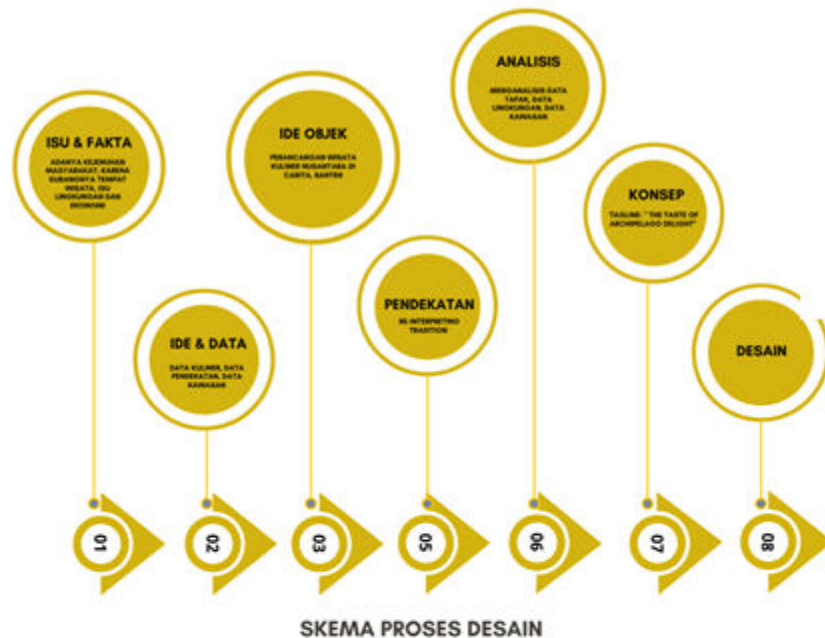 ISU & FAKTA
ADANYA KEJENUHAN
MASYARAKAT, KARENA
KURANGNYA TEMPAT
WISATA, ISU
LINGKUNGAN DAN
EKONOMI
IDE & DATA
DATA KULINER, DATA
PENDEKATAN, DATA
KAWASAN
IDE OBJEK
PERANCANGAN WISATA
KULINER NUSANTARA DI
CARITA, BANTEN
PENDEKATAN
RE-INTERPRETING
TRADITION
ANALISIS
MENGANALISIS DATA
TAPAK, DATA
LINGKUNGAN, DATA
KAWASAN
KONSEP
TAGLINE: " THE TASTE OF
ARCHIPELAGO DELIGHT"
DESAIN
01
02
03
05
06
07
08
SKEMA PROSES DESAIN